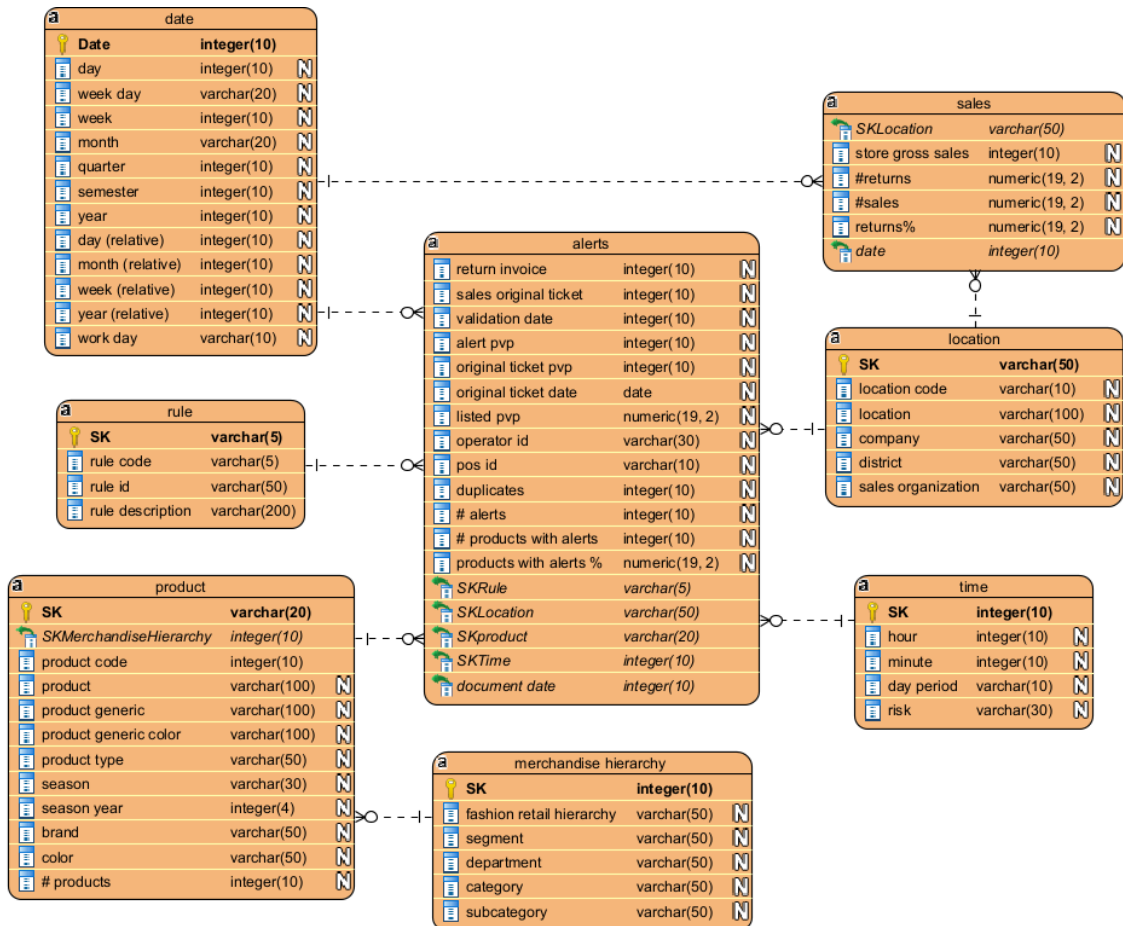 a date
Date integer(10)
day integer(10) N
week day varchar(20) N
week integer(10) N
month varchar(20) N
quarter integer(10) N
semester integer(10) N
year integer(10) N
day (relative) integer(10) N
month (relative) integer(10) N
week (relative) integer(10) N
year (relative) integer(10) N
work day varchar(10) N
a sales
SKLocation varchar(50)
store gross sales integer(10) N
#returns numeric(19, 2) N
#sales numeric(19, 2) N
returns% numeric(19, 2) N
date integer(10)
a alerts
return invoice integer(10) N
sales original ticket integer(10) N
validation date integer(10) N
alert pvp integer(10) N
original ticket pvp integer(10) N
original ticket date date N
listed pvp numeric(19, 2) N
operator id varchar(30) N
pos id varchar(10) N
duplicates integer(10) N
# alerts integer(10) N
# products with alerts integer(10) N
products with alerts % numeric(19, 2) N
SKRule varchar(5)
SKLocation varchar(50)
SKproduct varchar(20)
SKTime integer(10)
document date integer(10)
a location
SK varchar(50)
location code varchar(10) N
location varchar(100) N
company varchar(50) N
district varchar(50) N
sales organization varchar(50) N
a rule
SK varchar(5)
rule code varchar(5)
rule id varchar(50)
rule description varchar(200)
a product
SK varchar(20)
SKMerchandiseHierarchy integer(10)
product code integer(10)
product varchar(100) N
product generic varchar(100) N
product generic color varchar(100) N
product type varchar(50) N
season varchar(30) N
season year integer(4) N
brand varchar(50) N
color varchar(50) N
# products integer(10) N
a time
SK integer(10)
hour integer(10) N
minute integer(10) N
day period varchar(10) N
risk varchar(30) N
a merchandise hierarchy
SK integer(10)
fashion retail hierarchy varchar(50) N
segment varchar(50) N
department varchar(50) N
category varchar(50) N
subcategory varchar(50) N